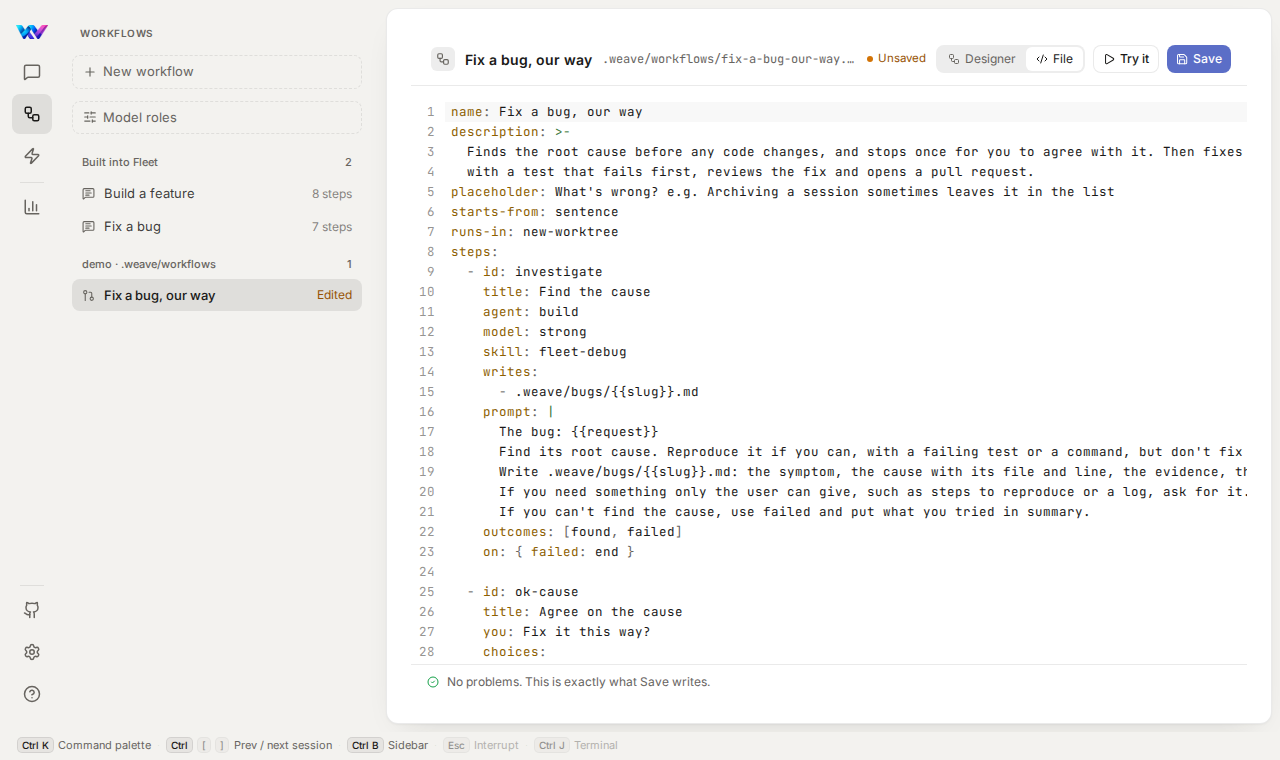 WORKFLOWS
New workflow
Model roles
Built into Fleet 2
Build a feature 8 steps
Fix a bug 7 steps
demo · .weave/workflows 1
Fix a bug, our way Edited
Fix a bug, our way .weave/workflows/fix-a-bug-our-way.… Unsaved Designer File Try it Save
1 name: Fix a bug, our way
2 description: >-
3 Finds the root cause before any code changes, and stops once for you to agree with it. Then fixes
4 with a test that fails first, reviews the fix and opens a pull request.
5 placeholder: What's wrong? e.g. Archiving a session sometimes leaves it in the list
6 starts-from: sentence
7 runs-in: new-worktree
8 steps:
9 - id: investigate
10 title: Find the cause
11 agent: build
12 model: strong
13 skill: fleet-debug
14 writes:
15 - .weave/bugs/{{slug}}.md
16 prompt: |
17 The bug: {{request}}
18 Find its root cause. Reproduce it if you can, with a failing test or a command, but don't fix
19 Write .weave/bugs/{{slug}}.md: the symptom, the cause with its file and line, the evidence,
20 If you need something only the user can give, such as steps to reproduce or a log, ask for it.
21 If you can't find the cause, use failed and put what you tried in summary.
22 outcomes: [found, failed]
23 on: { failed: end }
24
25 - id: ok-cause
26 title: Agree on the cause
27 you: Fix it this way?
28 choices:
No problems. This is exactly what Save writes.
Ctrl K Command palette Ctrl [ ] Prev / next session Ctrl B Sidebar Esc Interrupt Ctrl J Terminal